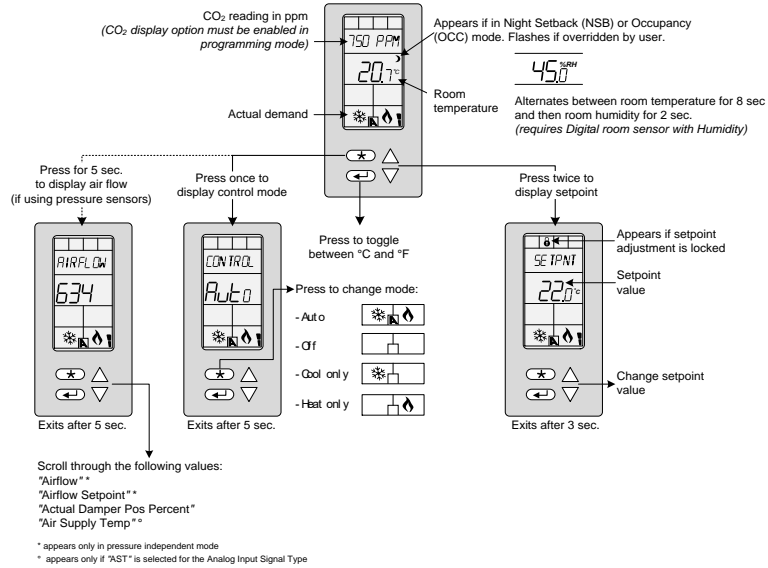 CO₂ reading in ppm
(CO₂ display option must be enabled in
programming mode)
Actual demand
750 PPM
20.7°C
Appears if in Night Setback (NSB) or Occupancy
(OCC) mode. Flashes if overridden by user.
45.0 %RH
Room
temperature
Alternates between room temperature for 8 sec
and then room humidity for 2 sec.
(requires Digital room sensor with Humidity)
A
Press for 5 sec.
to display air flow
(if using pressure sensors)
Press once to
display control mode
Press to toggle
between °C and °F
Press twice to
display setpoint
AIRFLOW
634
A
Exits after 5 sec.
CONTROL
Auto
A
Exits after 5 sec.
Press to change mode:
- Auto
A
- Off
- Cool only
- Heat only
SETPNT
22.0°C
A
Exits after 3 sec.
Appears if setpoint
adjustment is locked
Setpoint
value
Change setpoint
value
Scroll through the following values:
"Airflow" *
"Airflow Setpoint" *
"Actual Damper Pos Percent"
"Air Supply Temp" °
* appears only in pressure independent mode
° appears only if "AST" is selected for the Analog Input Signal Type